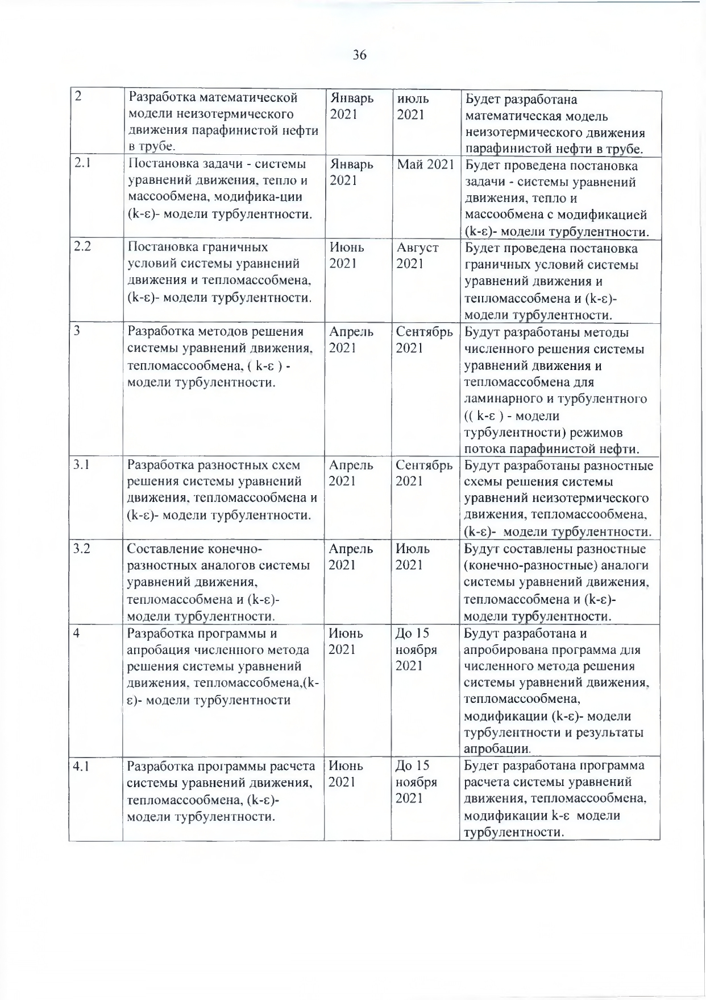 36
2
Разработка математической
модели неизотермического
движения парафинистой нефти
в трубе.
Январь
2021
июль
2021
Будет разработана
математическая модель
неизотермического движения
парафинистой нефти в трубе.
2.1
Постановка задачи - системы
уравнений движения, тепло и
массообмена, модифика-ции
(k-ε)- модели турбулентности.
Январь
2021
Май 2021
Будет проведена постановка
задачи - системы уравнений
движения, тепло и
массообмена с модификацией
(k-ε)- модели турбулентности.
2.2
Постановка граничных
условий системы уравнений
движения и тепломассобмена,
(k-ε)- модели турбулентности.
Июнь
2021
Август
2021
Будет проведена постановка
граничных условий системы
уравнений движения и
тепломассобмена и (k-ε)-
модели турбулентности.
3
Разработка методов решения
системы уравнений движения,
тепломассообмена, ( k-ε ) -
модели турбулентности.
Апрель
2021
Сентябрь
2021
Будут разработаны методы
численного решения системы
уравнений движения и
тепломассобмена для
ламинарного и турбулентного
(( k-ε ) - модели
турбулентности) режимов
потока парафинистой нефти.
3.1
Разработка разностных схем
решения системы уравнений
движения, тепломассобмена и
(k-ε)- модели турбулентности.
Апрель
2021
Сентябрь
2021
Будут разработаны разностные
схемы решения системы
уравнений неизотермического
движения, тепломассобмена,
(k-ε)- модели турбулентности.
3.2
Составление конечно-
разностных аналогов системы
уравнений движения,
тепломассобмена и (k-ε)-
модели турбулентности.
Апрель
2021
Июль
2021
Будут составлены разностные
(конечно-разностные) аналоги
системы уравнений движения,
тепломассобмена и (k-ε)-
модели турбулентности.
4
Разработка программы и
апробация численного метода
решения системы уравнений
движения, тепломассобмена,(k-
ε)- модели турбулентности
Июнь
2021
До 15
ноября
2021
Будут разработана и
апробирована программа для
численного метода решения
системы уравнений движения,
тепломассообмена,
модификации (k-ε)- модели
турбулентности и результаты
апробации.
4.1
Разработка программы расчета
системы уравнений движения,
тепломассообмена, (k-ε)-
модели турбулентности.
Июнь
2021
До 15
ноября
2021
Будет разработана программа
расчета системы уравнений
движения, тепломассообмена,
модификации k-ε модели
турбулентности.